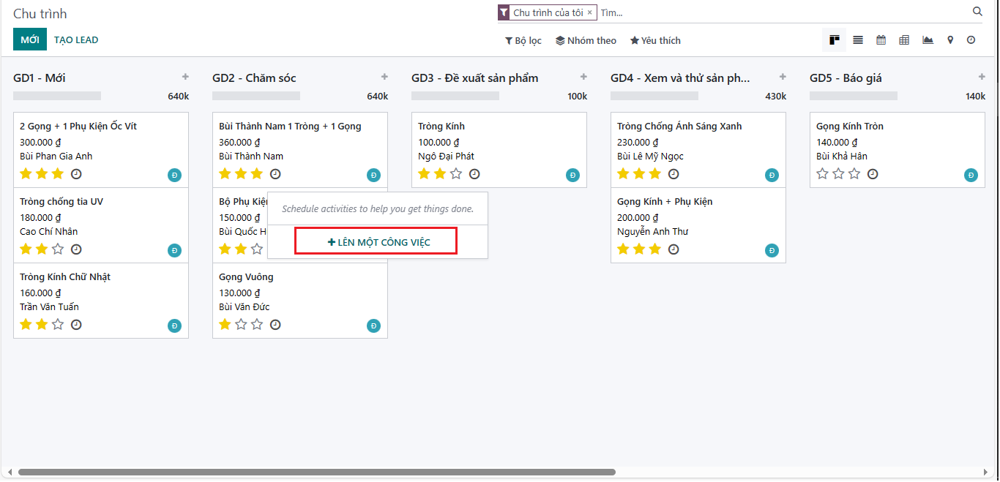 Chu trình
Chu trình của tôi × Tìm...
MỚI TẠO LEAD
Bộ lọc Nhóm theo Yêu thích
GD1 - Mới
640k
2 Gọng + 1 Phụ Kiện Ốc Vít
300.000 ₫
Bùi Phan Gia Anh
Đ
Tròng chống tia UV
180.000 ₫
Cao Chí Nhân
Đ
Tròng Kính Chữ Nhật
160.000 ₫
Trần Văn Tuấn
Đ
GD2 - Chăm sóc
640k
Bùi Thành Nam 1 Tròng + 1 Gọng
360.000 ₫
Bùi Thành Nam
Đ
Bộ Phụ Kiện
150.000 ₫
Bùi Quốc
Schedule activities to help you get things done.
+ LÊN MỘT CÔNG VIỆC
Gọng Vuông
130.000 ₫
Bùi Văn Đức
Đ
GD3 - Đề xuất sản phẩm
100k
Tròng Kính
100.000 ₫
Ngô Đại Phát
Đ
GD4 - Xem và thử sản ph...
430k
Tròng Chống Ánh Sáng Xanh
230.000 ₫
Bùi Lê Mỹ Ngọc
Đ
Gọng Kính + Phụ Kiện
200.000 ₫
Nguyễn Anh Thư
Đ
GD5 - Báo giá
140k
Gọng Kính Tròn
140.000 ₫
Bùi Khả Hân
Đ